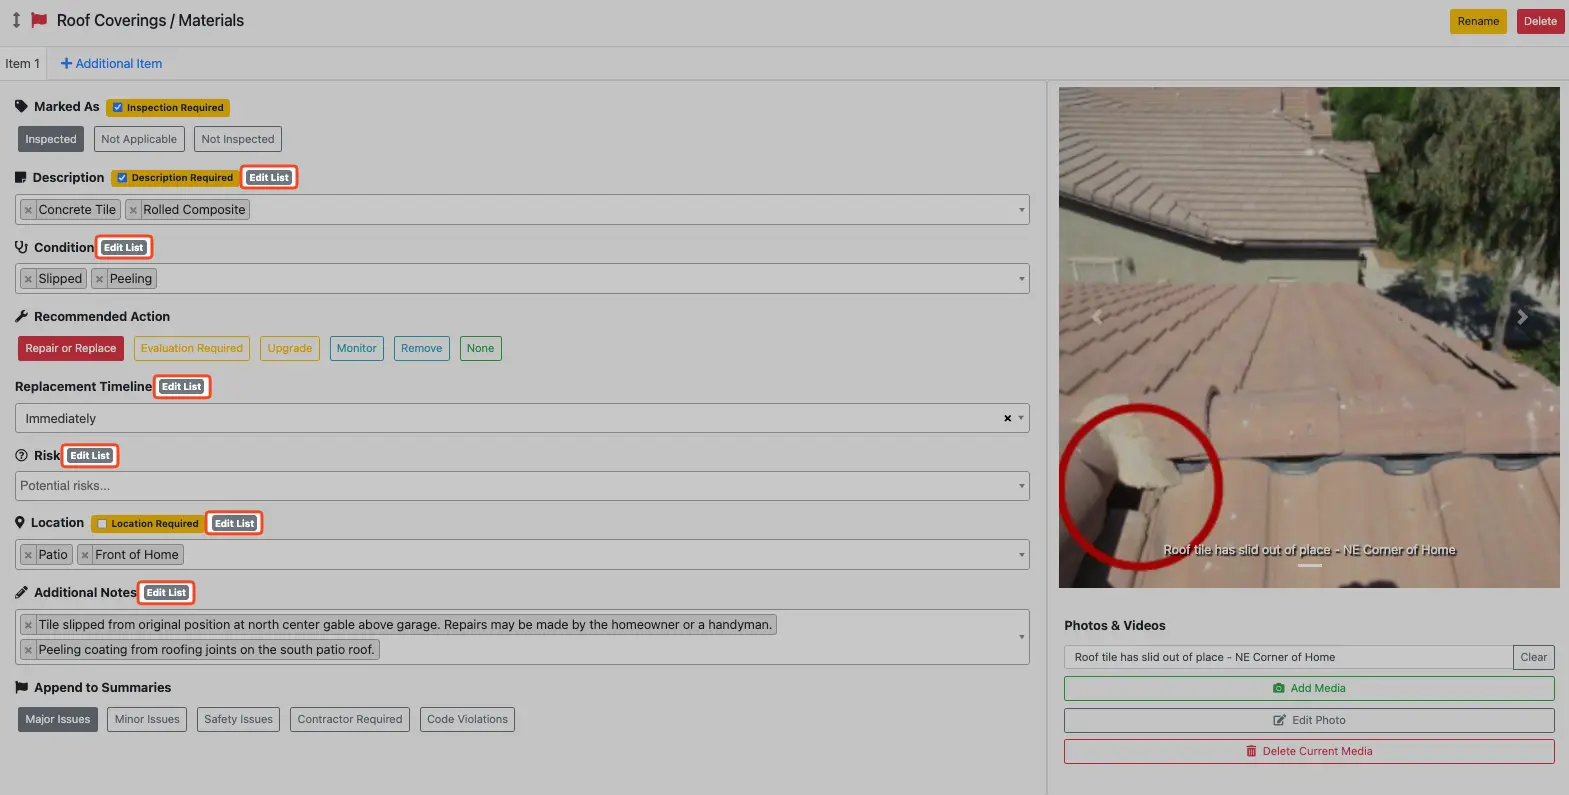 Roof Coverings / Materials
Rename
Delete
Item 1
Additional Item
Marked As
Inspection Required
Inspected
Not Applicable
Not Inspected
Description
Description Required
Edit List
× Concrete Tile
× Rolled Composite
Condition
Edit List
× Slipped
× Peeling
Recommended Action
Repair or Replace
Evaluation Required
Upgrade
Monitor
Remove
None
Replacement Timeline
Edit List
Immediately ×
Risk
Edit List
Potential risks...
Location
Location Required
Edit List
× Patio
× Front of Home
Additional Notes
Edit List
× Tile slipped from original position at north center gable above garage. Repairs may be made by the homeowner or a handyman.
× Peeling coating from roofing joints on the south patio roof.
Append to Summaries
Major Issues
Minor Issues
Safety Issues
Contractor Required
Code Violations
Roof tile has slid out of place - NE Corner of Home
Photos & Videos
Roof tile has slid out of place - NE Corner of Home
Clear
Add Media
Edit Photo
Delete Current Media